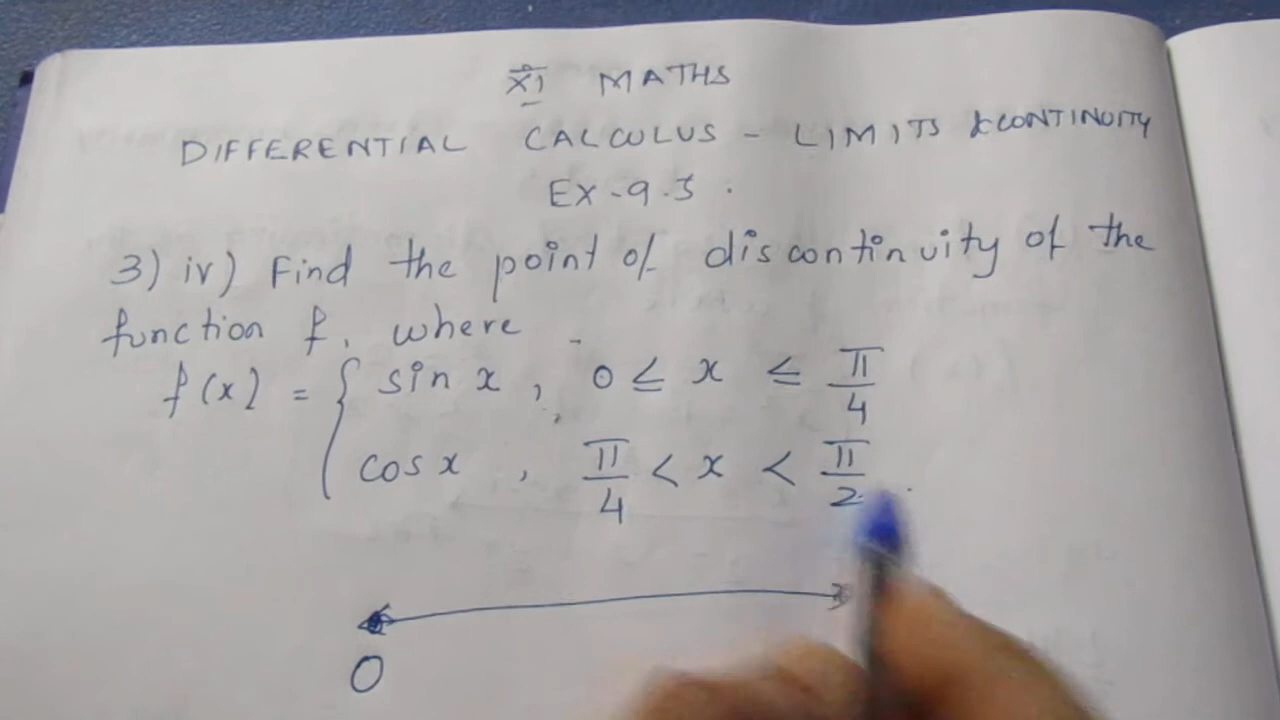 XI MATHS
DIFFERENTIAL CALCULUS - LIMITS & CONTINUITY
EX-9.3.
3) iv) Find the point of discontinuity of the
function f, where
f(x) = { sin x, 0 ≤ x ≤ π/4
cos x, π/4 < x < π/2
0